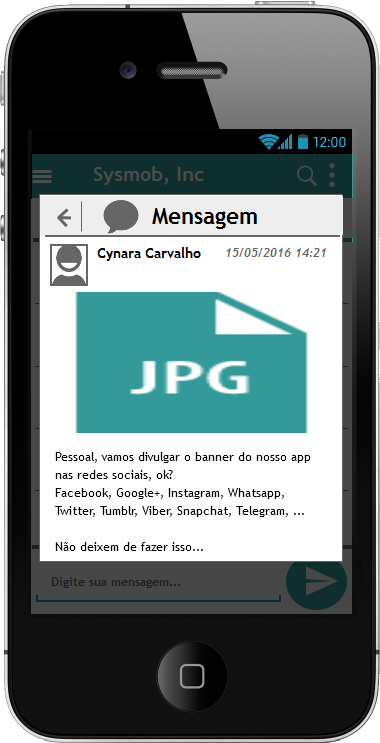 12:00
Sysmob, Inc
Mensagem
Cynara Carvalho 15/05/2016 14:21
JPG
Pessoal, vamos divulgar o banner do nosso app
nas redes sociais, ok?
Facebook, Google+, Instagram, Whatsapp,
Twitter, Tumblr, Viber, Snapchat, Telegram, ...
Não deixem de fazer isso...
Digite sua mensagem...